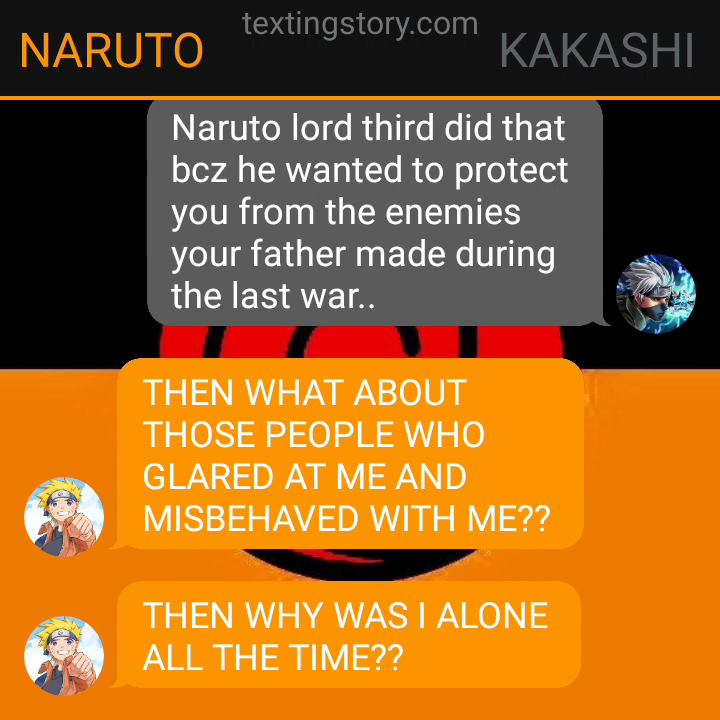 textingstory.com
NARUTO
KAKASHI
Naruto lord third did that
bcz he wanted to protect
you from the enemies
your father made during
the last war..
THEN WHAT ABOUT
THOSE PEOPLE WHO
GLARED AT ME AND
MISBEHAVED WITH ME??
THEN WHY WAS I ALONE
ALL THE TIME??